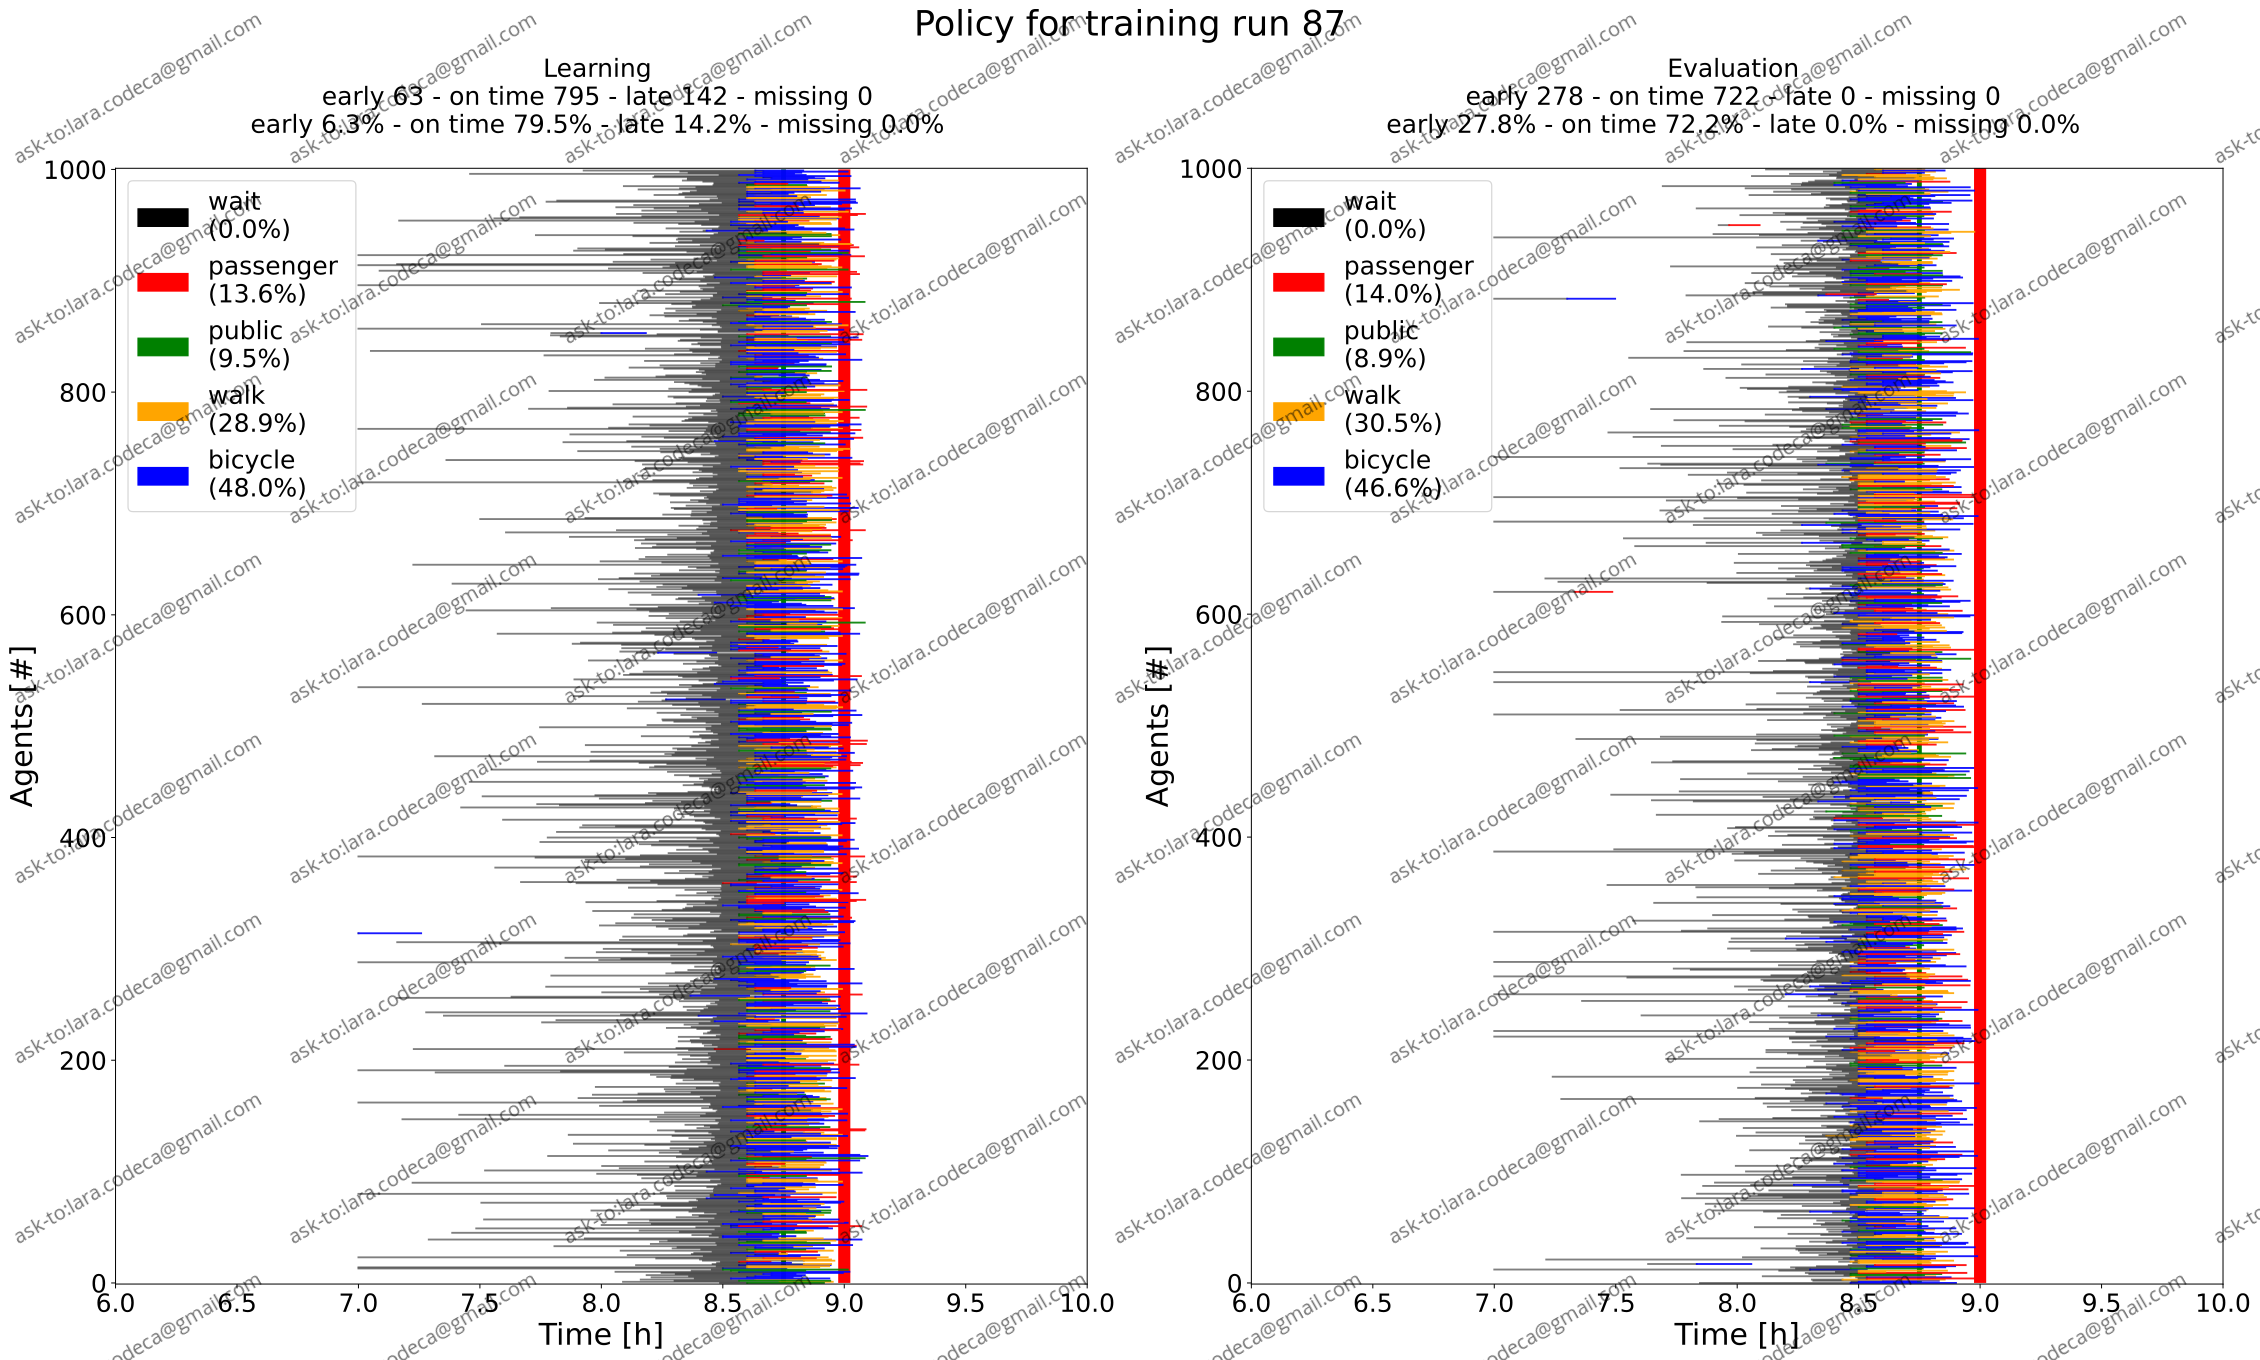 Policy for training run 87
Learning
early 63 - on time 795 - late 142 - missing 0
early 6.3% - on time 79.5% - late 14.2% - missing 0.0%
1000
800
600
400
200
0
Agents [#]
wait
(0.0%)
passenger
(13.6%)
public
(9.5%)
walk
(28.9%)
bicycle
(48.0%)
6.0 6.5 7.0 7.5 8.0 8.5 9.0 9.5 10.0
Time [h]
Evaluation
early 278 - on time 722 - late 0 - missing 0
early 27.8% - on time 72.2% - late 0.0% - missing 0.0%
1000
800
600
400
200
0
Agents [#]
wait
(0.0%)
passenger
(14.0%)
public
(8.9%)
walk
(30.5%)
bicycle
(46.6%)
6.0 6.5 7.0 7.5 8.0 8.5 9.0 9.5 10.0
Time [h]
ask-to:lara.codeca@gmail.com